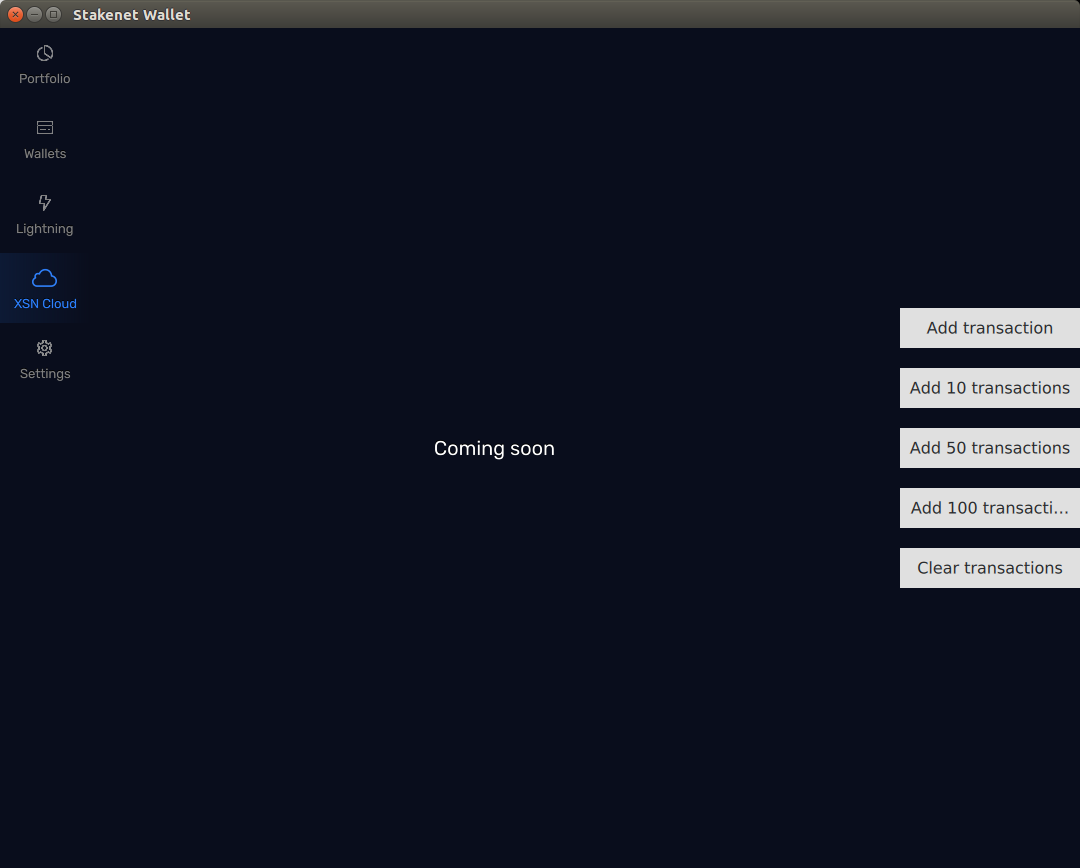 Stakenet Wallet
Portfolio
Wallets
Lightning
XSN Cloud
Settings
Coming soon
Add transaction
Add 10 transactions
Add 50 transactions
Add 100 transacti...
Clear transactions